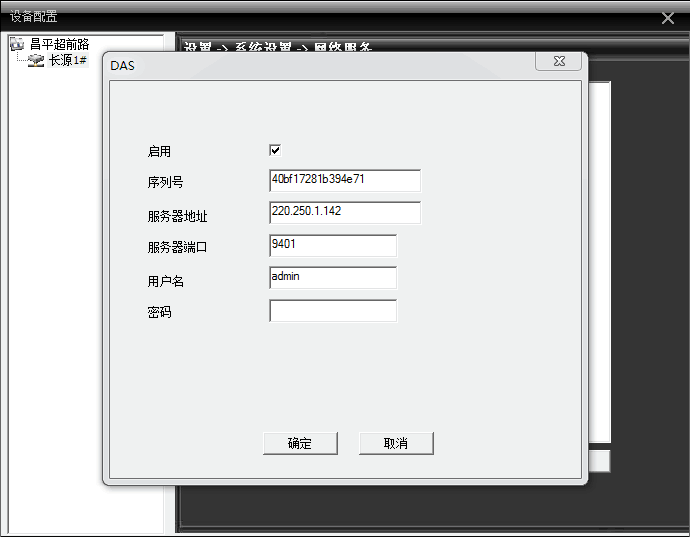 设备配置
昌平超前路
长源1#
设置 -> 系统设置 -> 网络服务
DAS
启用
序列号 40bf17281b394e71
服务器地址 220.250.1.142
服务器端口 9401
用户名 admin
密码
确定 取消